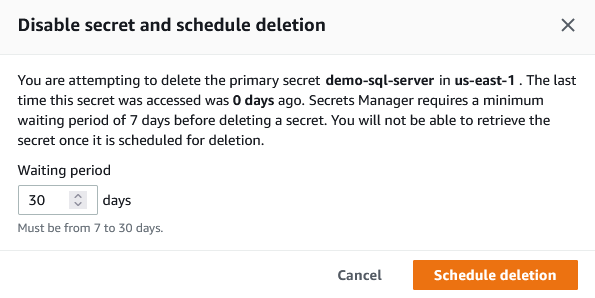 Disable secret and schedule deletion
You are attempting to delete the primary secret demo-sql-server in us-east-1 . The last
time this secret was accessed was 0 days ago. Secrets Manager requires a minimum
waiting period of 7 days before deleting a secret. You will not be able to retrieve the
secret once it is scheduled for deletion.
Waiting period
30 days
Must be from 7 to 30 days.
Cancel Schedule deletion